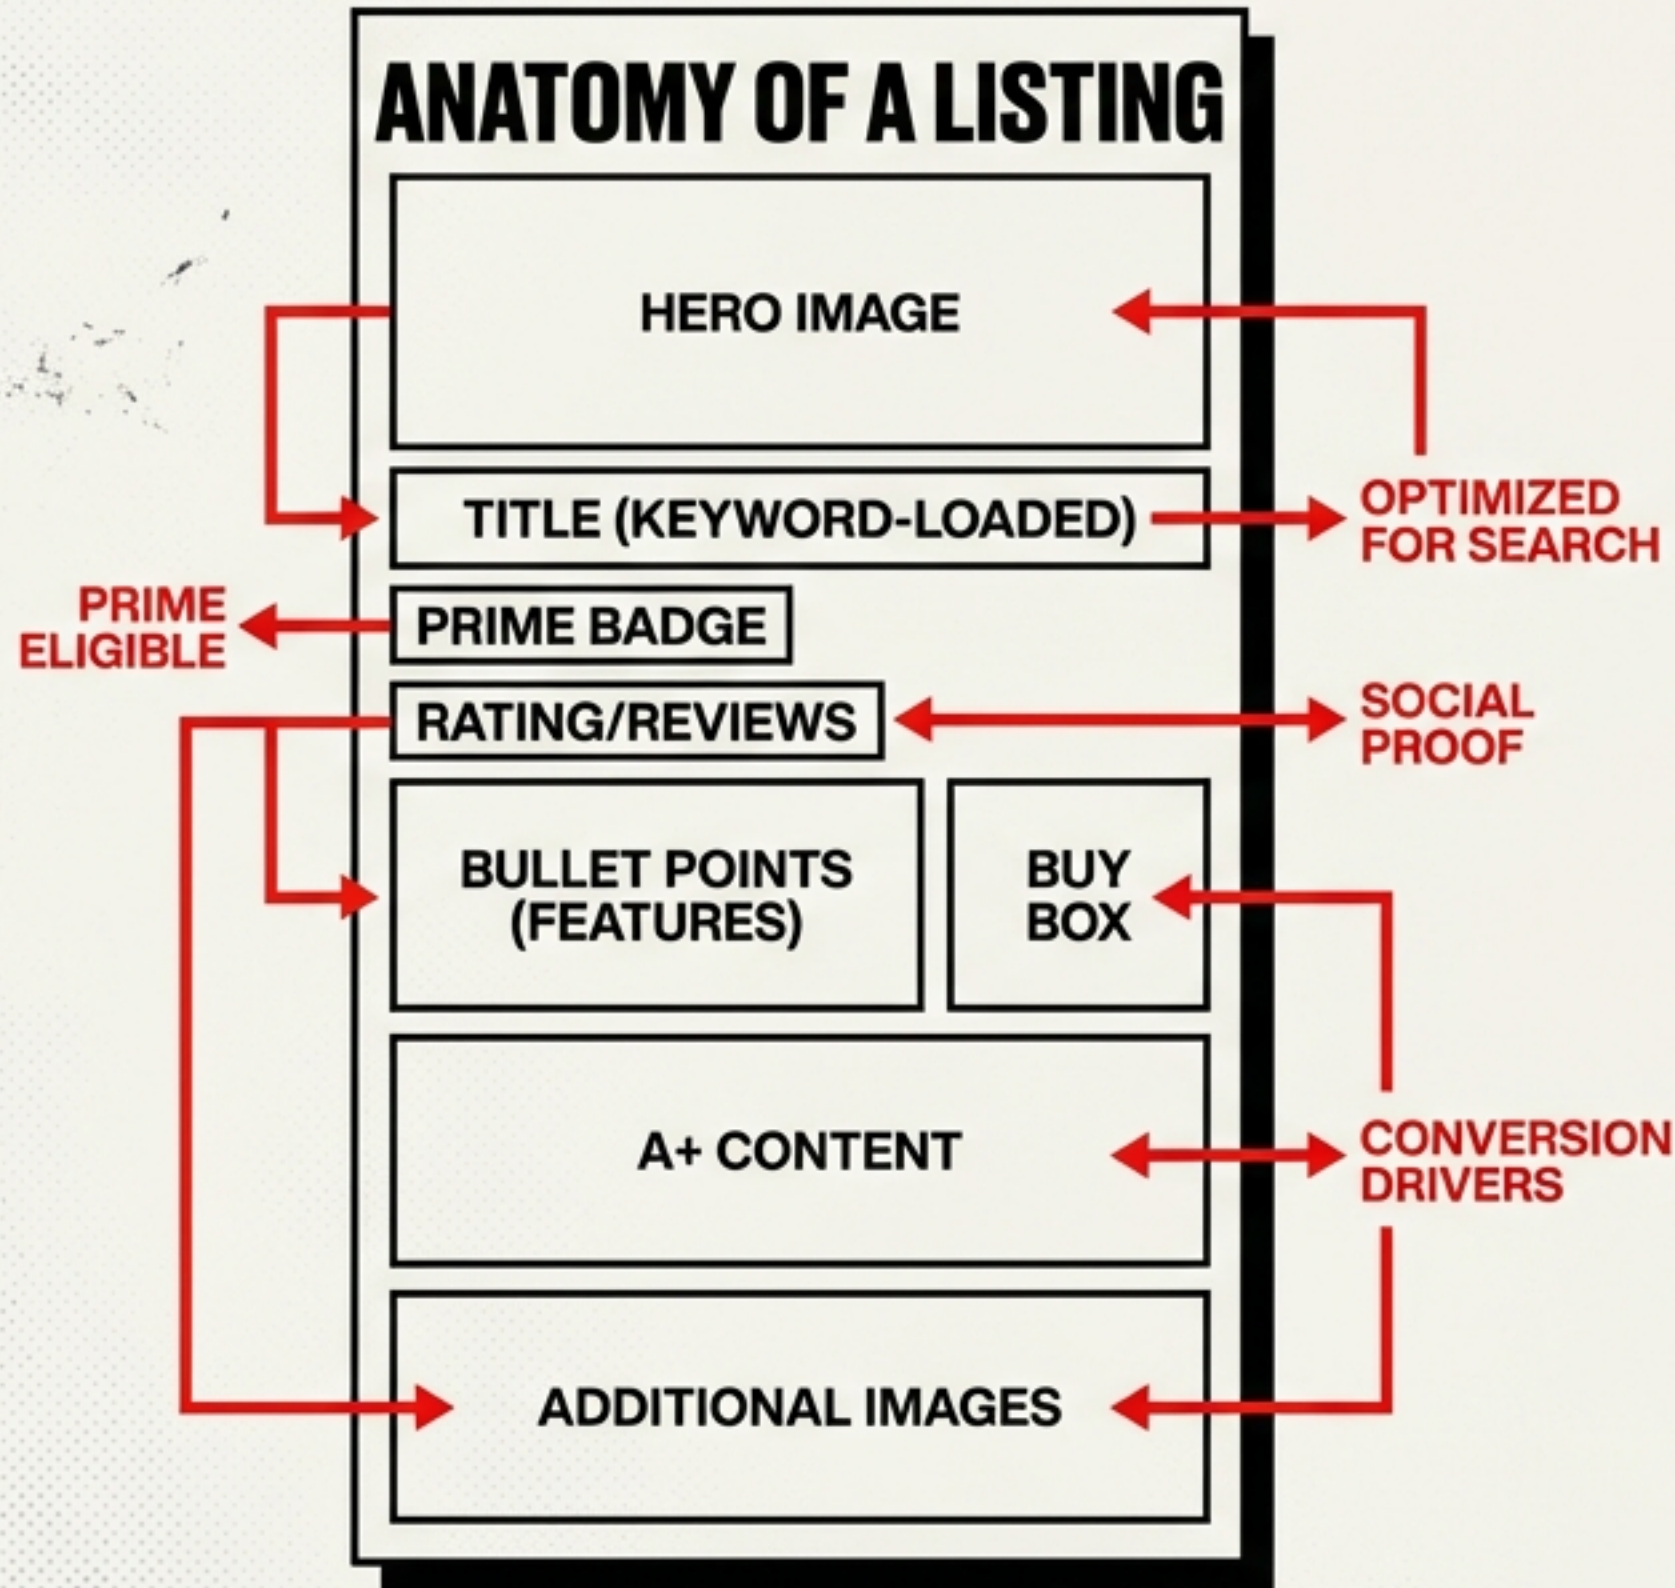 ANATOMY OF A LISTING
HERO IMAGE
TITLE (KEYWORD-LOADED)
OPTIMIZED
FOR SEARCH
PRIME
ELIGIBLE
PRIME BADGE
RATING/REVIEWS
SOCIAL
PROOF
BULLET POINTS
(FEATURES)
BUY
BOX
A+ CONTENT
CONVERSION
DRIVERS
ADDITIONAL IMAGES